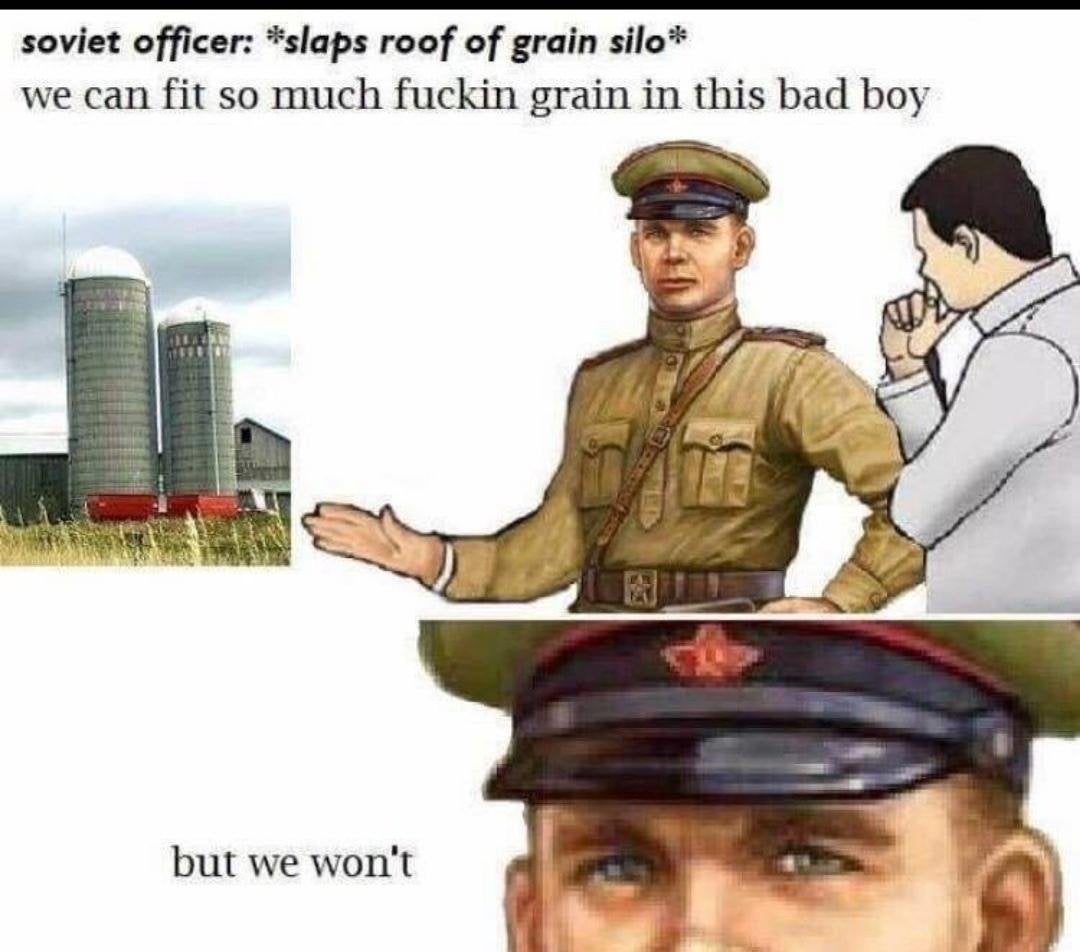 soviet officer: *slaps roof of grain silo*
we can fit so much fuckin grain in this bad boy
but we won't